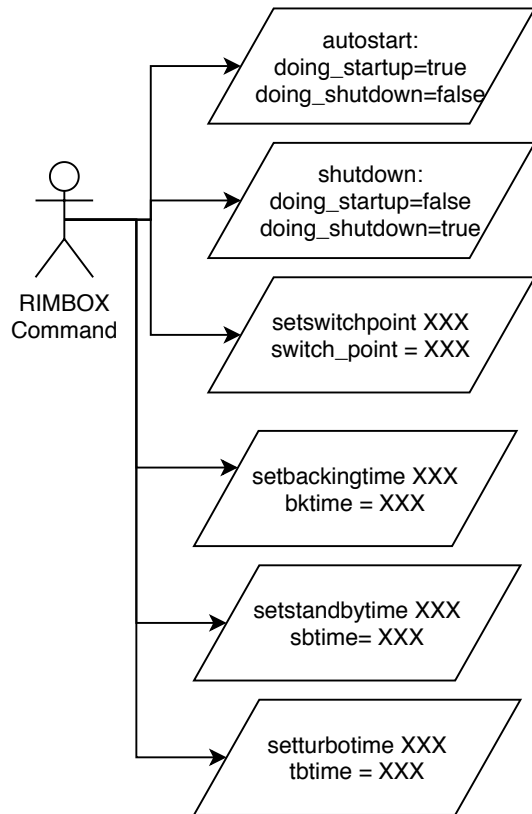 autostart:
doing_startup=true
doing_shutdown=false
shutdown:
doing_startup=false
doing_shutdown=true
RIMBOX
Command
setswitchpoint XXX
switch_point = XXX
setbackingtime XXX
bktime = XXX
setstandbytime XXX
sbtime= XXX
setturbotime XXX
tbtime = XXX